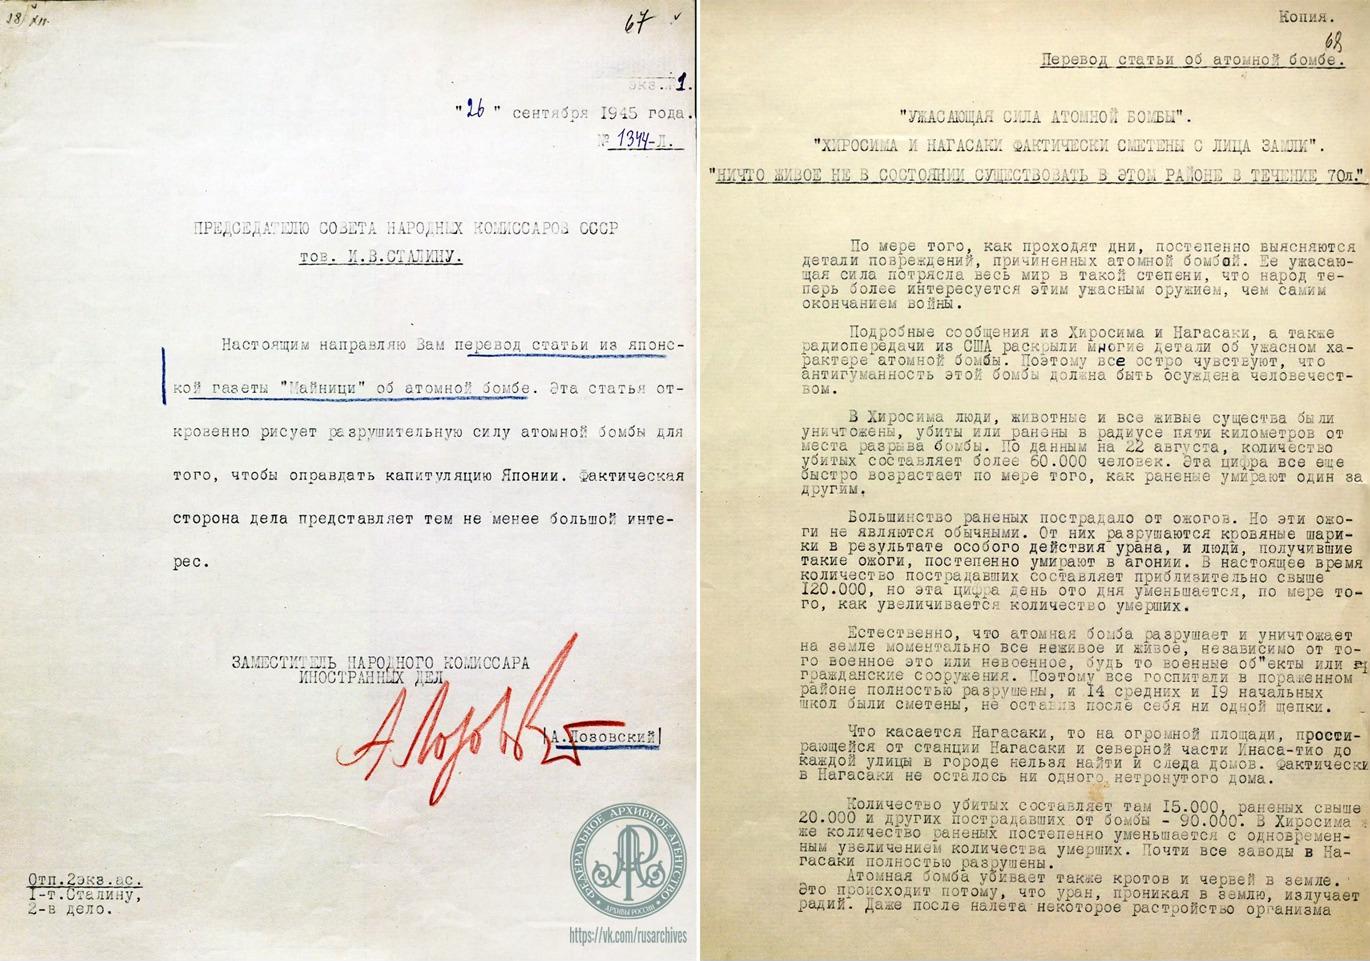 28/XII.
67
экз.№1.
"26" сентября 1945 года.
№ 1344-Л.
ПРЕДСЕДАТЕЛЮ СОВЕТА НАРОДНЫХ КОМИССАРОВ СССР
тов. И.В.СТАЛИНУ.
Настоящим направляю Вам перевод статьи из японс-
кой газеты "Майници" об атомной бомбе. Эта статья от-
кровенно рисует разрушительную силу атомной бомбы для
того, чтобы оправдать капитуляцию Японии. Фактическая
сторона дела представляет тем не менее большой инте-
рес.
ЗАМЕСТИТЕЛЬ НАРОДНОГО КОМИССАРА
ИНОСТРАННЫХ ДЕЛ
А. Лозовский
(А.Лозовский)
Отп.2экз.ас.
1-т.Сталину,
2-в дело.
ФЕДЕРАЛЬНОЕ АРХИВНОЕ АГЕНТСТВО
АРХИВЫ РОССИИ
https://vk.com/rusarchives
Копия.
68
Перевод статьи об атомной бомбе.
"УЖАСАЮЩАЯ СИЛА АТОМНОЙ БОМБЫ".
"ХИРОСИМА И НАГАСАКИ ФАКТИЧЕСКИ СМЕТЕНЫ С ЛИЦА ЗАМЛИ".
"НИЧТО ЖИВОЕ НЕ В СОСТОЯНИИ СУЩЕСТВОВАТЬ В ЭТОМ РАЙОНЕ В ТЕЧЕНИЕ 70л."
По мере того, как проходят дни, постепенно выясняются
детали повреждений, причиненных атомной бомбой. Ее ужасаю-
щая сила потрясла весь мир в такой степени, что народ те-
перь более интересуется этим ужасным оружием, чем самим
окончанием войны.
Подробные сообщения из Хиросима и Нагасаки, а также
радиопередачи из США раскрыли многие детали об ужасном ха-
рактере атомной бомбы. Поэтому все остро чувствуют, что
антигуманность этой бомбы должна быть осуждена человечест-
вом.
В Хиросима люди, животные и все живые существа были
уничтожены, убиты или ранены в радиусе пяти километров от
места разрыва бомбы. По данным на 22 августа, количество
убитых составляет более 60.000 человек. Эта цифра все еще
быстро возрастает по мере того, как раненые умирают один за
другим.
Большинство раненых пострадало от ожогов. Но эти ожо-
ги не являются обычными. От них разрушаются кровяные шари-
ки в результате особого действия урана, и люди, получившие
такие ожоги, постепенно умирают в агонии. В настоящее время
количество пострадавших составляет приблизительно свыше
120.000, но эта цифра день ото дня уменьшается, по мере то-
го, как увеличивается количество умерших.
Естественно, что атомная бомба разрушает и уничтожает
на земле моментально все неживое и живое, независимо от то-
го военное это или невоенное, будь то военные об"екты или
гражданские сооружения. Поэтому все госпитали в пораженном
районе полностью разрушены, и 14 средних и 19 начальных
школ были сметены, не оставив после себя ни одной щепки.
Что касается Нагасаки, то на огромной площади, прости-
рающейся от станции Нагасаки и северной части Инаса-тио до
каждой улицы в городе нельзя найти и следа домов. Фактически
в Нагасаки не осталось ни одного нетронутого дома.
Количество убитых составляет там 15.000, раненых свыше
20.000 и других пострадавших от бомбы - 90.000. В Хиросима
же количество раненых постепенно уменьшается с одновремен-
ным увеличением количества умерших. Почти все заводы в На-
гасаки полностью разрушены.
Атомная бомба убивает также кротов и червей в земле.
Это происходит потому, что уран, проникая в землю, излучает
радий. Даже после налета некоторое расстройство организма